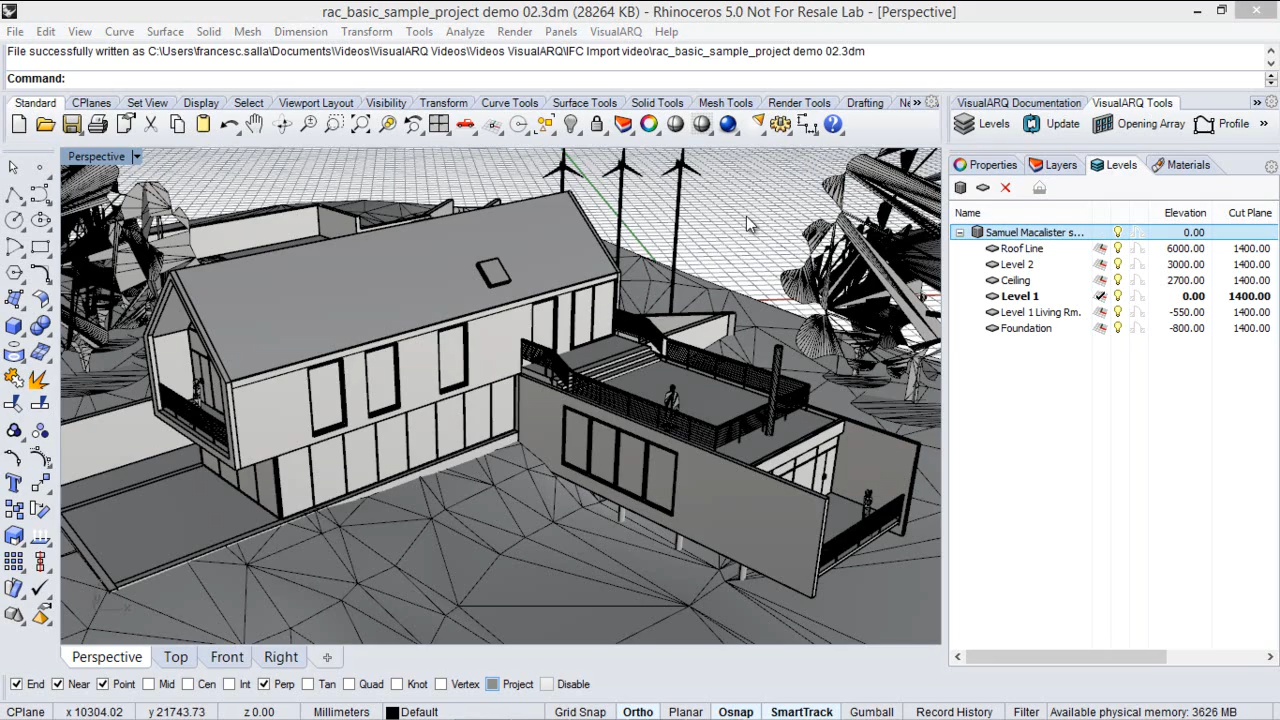 rac_basic_sample_project demo 02.3dm (28264 KB) - Rhinoceros 5.0 Not For Resale Lab - [Perspective]
File Edit View Curve Surface Solid Mesh Dimension Transform Tools Analyze Render Panels VisualARQ Help
File successfully written as C:\Users\francesc.salla\Documents\Videos\VisualARQ Videos\Videos VisualARQ\IFC Import video\rac_basic_sample_project demo 02.3dm
Command:
Standard CPlanes Set View Display Select Viewport Layout Visibility Transform Curve Tools Surface Tools Solid Tools Mesh Tools Render Tools Drafting Ne »
VisualARQ Documentation VisualARQ Tools »
Levels Update Opening Array Profile »
Perspective
Properties Layers Levels Materials
Name Elevation Cut Plane
Samuel Macalister s... 0.00
Roof Line 6000.00 1400.00
Level 2 3000.00 1400.00
Ceiling 2700.00 1400.00
Level 1 0.00 1400.00
Level 1 Living Rm. -550.00 1400.00
Foundation -800.00 1400.00
Perspective Top Front Right
End Near Point Mid Cen Int Perp Tan Quad Knot Vertex Project Disable
CPlane x 10304.02 y 21743.73 z 0.00 Millimeters Default Grid Snap Ortho Planar Osnap SmartTrack Gumball Record History Filter Available physical memory: 3626 MB